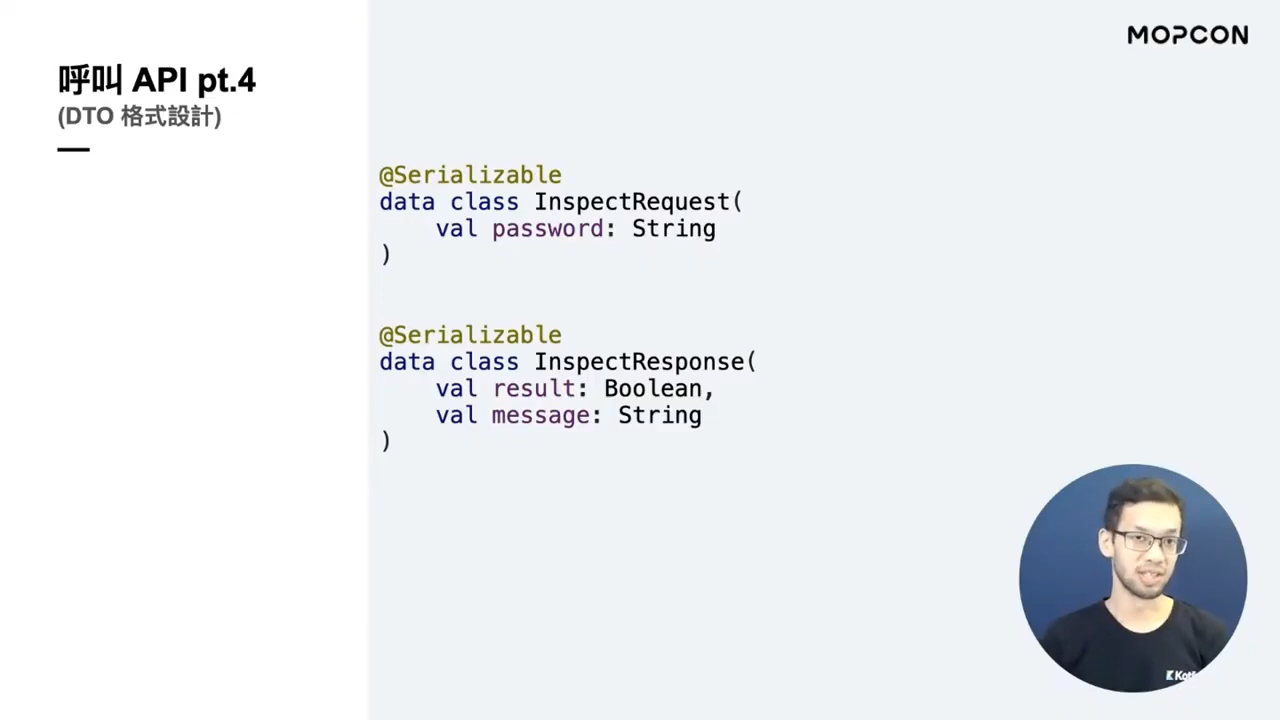 MOPCON
呼叫 API pt.4
(DTO 格式設計)
@Serializable
data class InspectRequest(
    val password: String
)
@Serializable
data class InspectResponse(
    val result: Boolean,
    val message: String
)